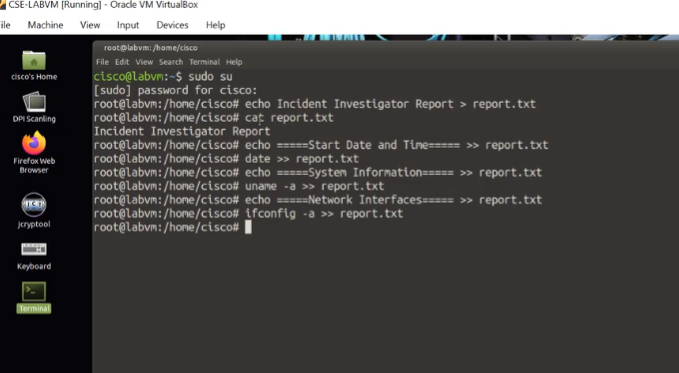 CSE-LABVM [Running] - Oracle VM VirtualBox
File Machine View Input Devices Help
root@labvm: /home/cisco
File Edit View Search Terminal Help
cisco's Home
DPI Scanling
Firefox Web
Browser
jcryptool
Keyboard
Terminal
cisco@labvm:~$ sudo su
[sudo] password for cisco:
root@labvm:/home/cisco# echo Incident Investigator Report > report.txt
root@labvm:/home/cisco# cat report.txt
Incident Investigator Report
root@labvm:/home/cisco# echo =====Start Date and Time===== >> report.txt
root@labvm:/home/cisco# date >> report.txt
root@labvm:/home/cisco# echo =====System Information===== >> report.txt
root@labvm:/home/cisco# uname -a >> report.txt
root@labvm:/home/cisco# echo =====Network Interfaces===== >> report.txt
root@labvm:/home/cisco# ifconfig -a >> report.txt
root@labvm:/home/cisco#